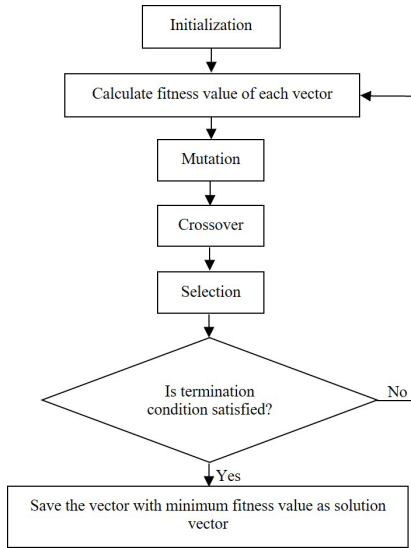 Initialization
Calculate fitness value of each vector
Mutation
Crossover
Selection
Is termination
condition satisfied?
No
Yes
Save the vector with minimum fitness value as solution
vector